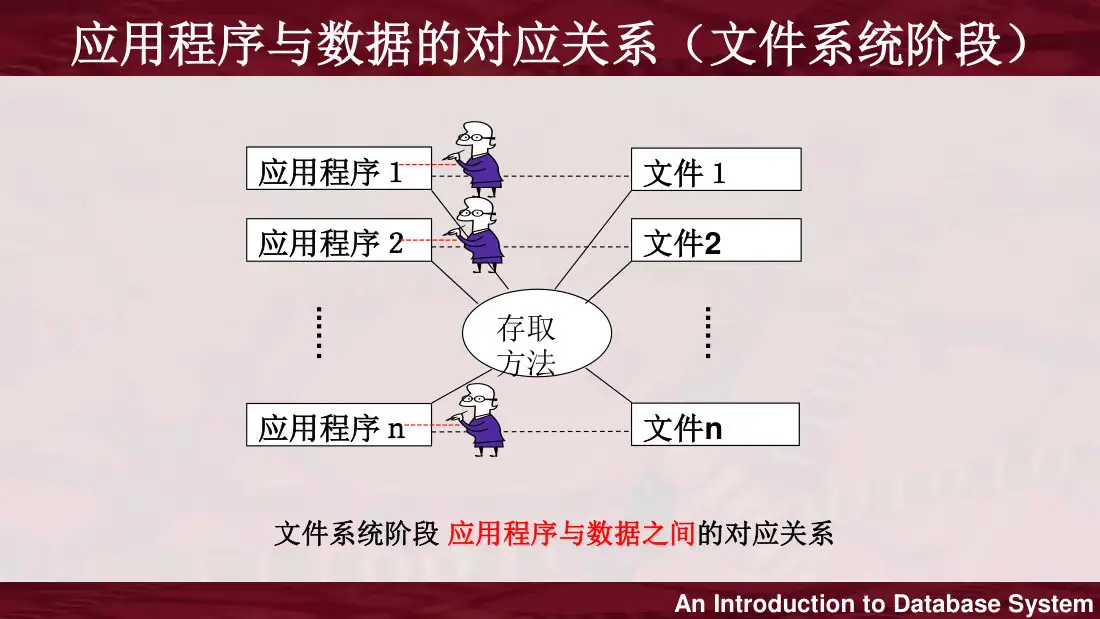 应用程序与数据的对应关系（文件系统阶段）
应用程序 1
文件 1
应用程序 2
文件2
存取
方法
应用程序 n
文件n
文件系统阶段 应用程序与数据之间的对应关系
An Introduction to Database System